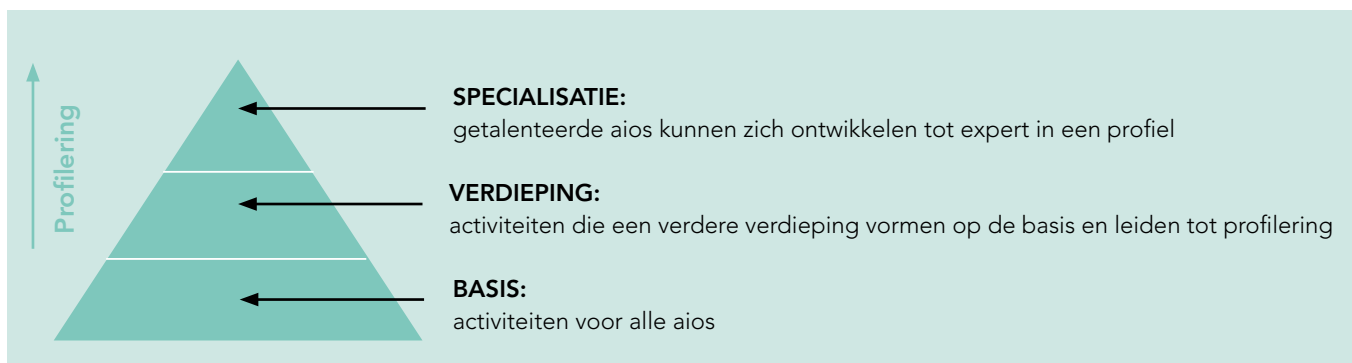 Profilering
SPECIALISATIE:
getalenteerde aios kunnen zich ontwikkelen tot expert in een profiel
VERDIEPING:
activiteiten die een verdere verdieping vormen op de basis en leiden tot profilering
BASIS:
activiteiten voor alle aios